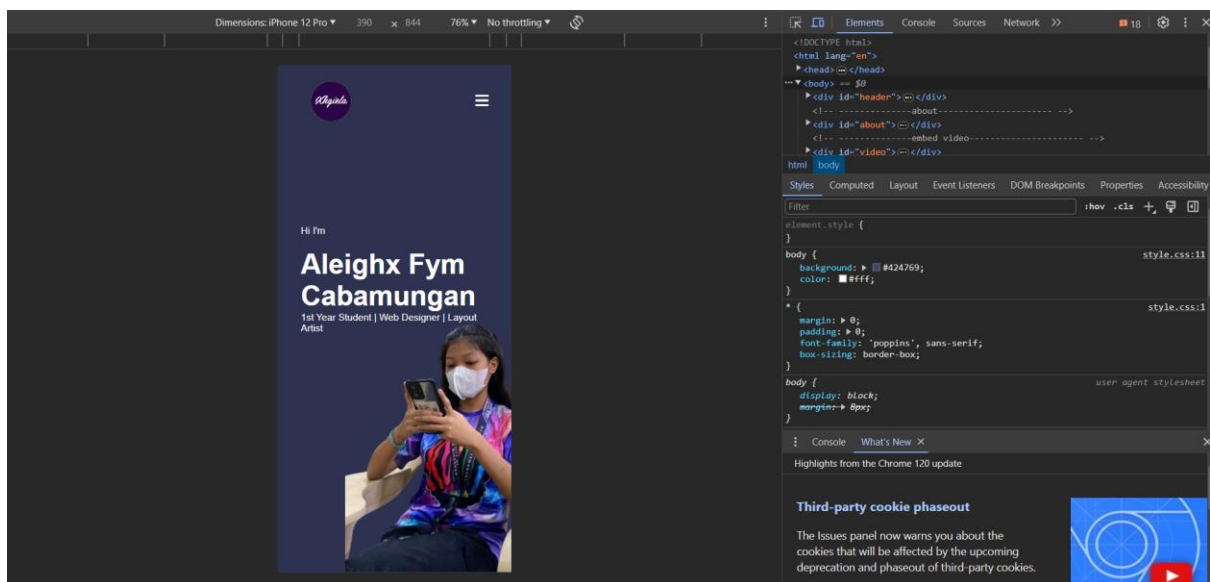 Dimensions: iPhone 12 Pro ▼ 390 x 844 76% ▼ No throttling ▼
Elements Console Sources Network >> 18
<!DOCTYPE html>
<html lang="en">
<head> ⋯ </head>
<body> == $0
<div id="header"> ⋯ </div>
<!-- --------------about---------------------- -->
<div id="about"> ⋯ </div>
<!-- --------------embed video---------------------- -->
<div id="video"> ⋯ </div>
html body
Styles Computed Layout Event Listeners DOM Breakpoints Properties Accessibility
Filter :hov .cls
element.style {
}
body { style.css:11
background: #424769;
color: #fff;
}
* { style.css:1
margin: 0;
padding: 0;
font-family: 'poppins', sans-serif;
box-sizing: border-box;
}
body { user agent stylesheet
display: block;
margin: 8px;
}
Console What's New ×
Highlights from the Chrome 120 update
Third-party cookie phaseout
The Issues panel now warns you about the
cookies that will be affected by the upcoming
deprecation and phaseout of third-party cookies.
Hi I'm
Aleighx Fym
Cabamungan
1st Year Student | Web Designer | Layout
Artist